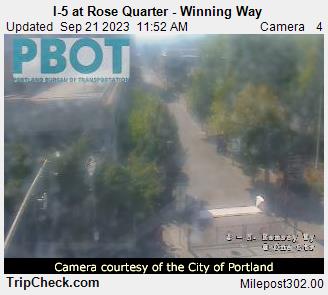 I-5 at Rose Quarter - Winning Way
Updated Sep 21 2023 11:52 AM Camera 4
PBOT
PORTLAND BUREAU OF TRANSPORTATION
Camera courtesy of the City of Portland
TripCheck.com Milepost302.00